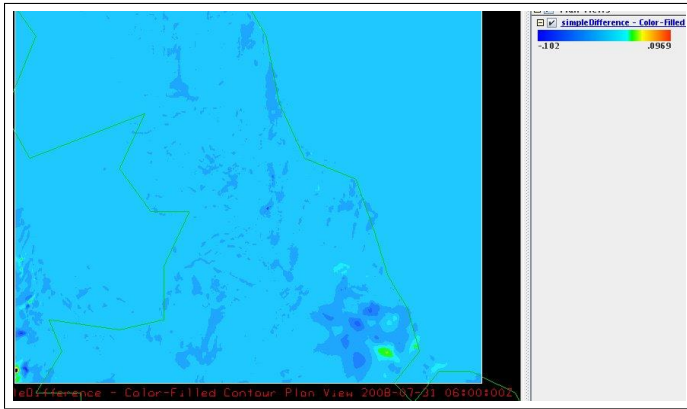 simpleDifference - Color-Filled
-.102 .0969
leDifference - Color-Filled Contour Plan View 2008-07-31 06:00:00Z